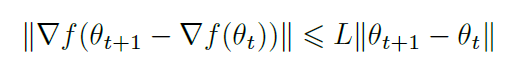 ‖∇f(θ_{t+1} − ∇f(θ_t))‖ ⩽ L‖θ_{t+1} − θ_t‖